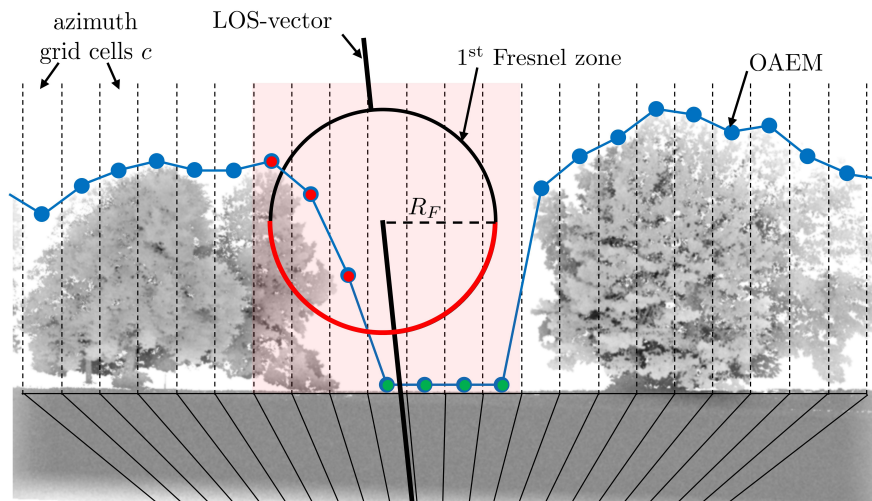 azimuth
grid cells c
LOS-vector
1st Fresnel zone
OAEM
R_F